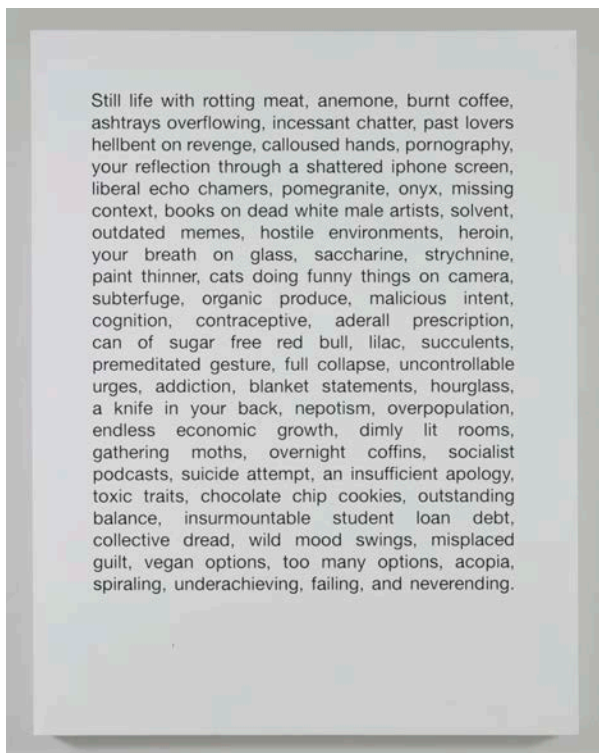 Still life with rotting meat, anemone, burnt coffee,
ashtrays overflowing, incessant chatter, past lovers
hellbent on revenge, calloused hands, pornography,
your reflection through a shattered iphone screen,
liberal echo chamers, pomegranite, onyx, missing
context, books on dead white male artists, solvent,
outdated memes, hostile environments, heroin,
your breath on glass, saccharine, strychnine,
paint thinner, cats doing funny things on camera,
subterfuge, organic produce, malicious intent,
cognition, contraceptive, aderall prescription,
can of sugar free red bull, lilac, succulents,
premeditated gesture, full collapse, uncontrollable
urges, addiction, blanket statements, hourglass,
a knife in your back, nepotism, overpopulation,
endless economic growth, dimly lit rooms,
gathering moths, overnight coffins, socialist
podcasts, suicide attempt, an insufficient apology,
toxic traits, chocolate chip cookies, outstanding
balance, insurmountable student loan debt,
collective dread, wild mood swings, misplaced
guilt, vegan options, too many options, acopia,
spiraling, underachieving, failing, and neverending.